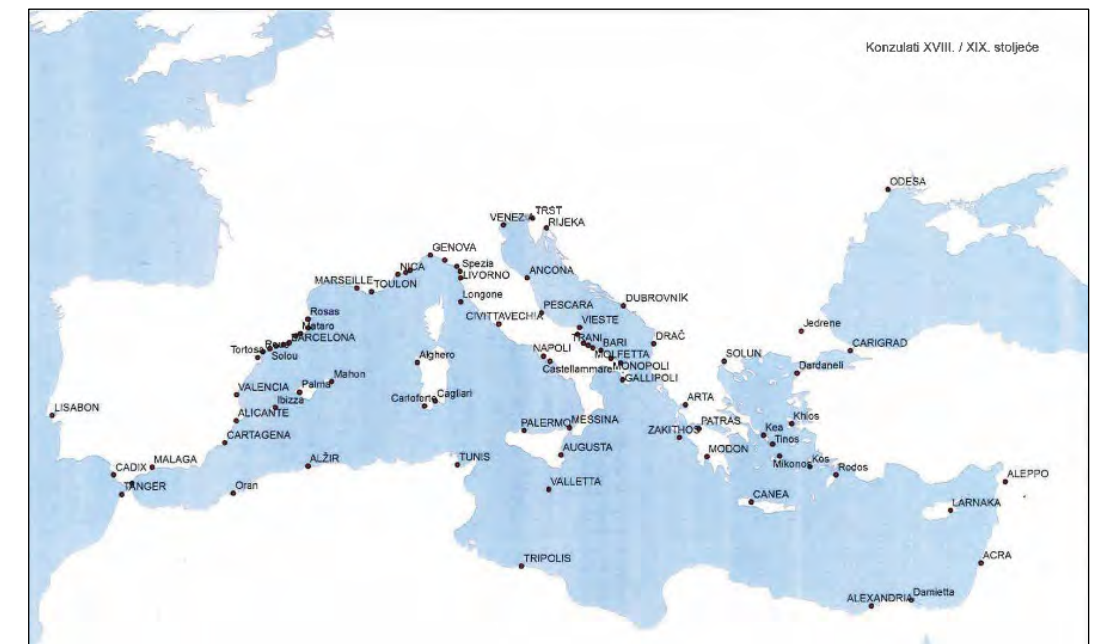 Konzulati XVIII. / XIX. stoljeće
ODESA
TRST
VENEZIA
RIJEKA
GENOVA
Spezia
NICA
LIVORNO
ANCONA
MARSEILLE
TOULON
Longone
PESCARA
DUBROVNIK
Rosas
CIVITTAVECHIA
VIESTE
Mataro
Jedrene
BARCELONA
Reus
TRANI
BARI
DRAČ
CARIGRAD
Tortosa
Solou
Alghero
NAPOLI
MOLFETTA
SOLUN
Castellammare
MONOPOLI
Dardaneli
Mahon
GALLIPOLI
Palma
VALENCIA
Carloforte
Cagliari
ARTA
Ibizza
LISABON
ALICANTE
PALERMO
MESSINA
PATRAS
Khios
ZAKITHOS
Kea
CARTAGENA
Tinos
AUGUSTA
MODON
MALAGA
ALŽIR
TUNIS
Mikonos
Kos
CADIX
Rodos
ALEPPO
TANGER
Oran
VALLETTA
CANEA
LARNAKA
TRIPOLIS
ACRA
ALEXANDRIA
Damietta